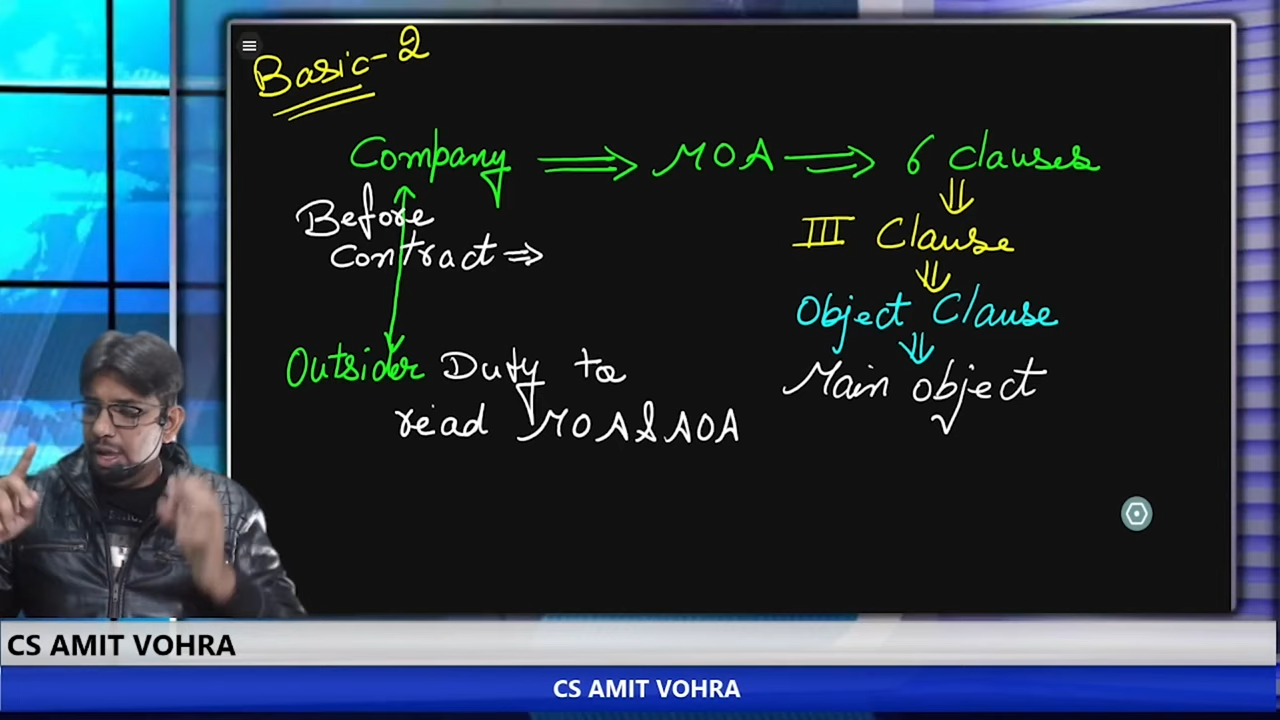 Basic-2
Company ⇒ MOA ⇒ 6 Clauses
Before
Contract ⇒
III Clause
Object Clause
Main object
Outsider Duty to
read MOA & AOA
CS AMIT VOHRA
CS AMIT VOHRA